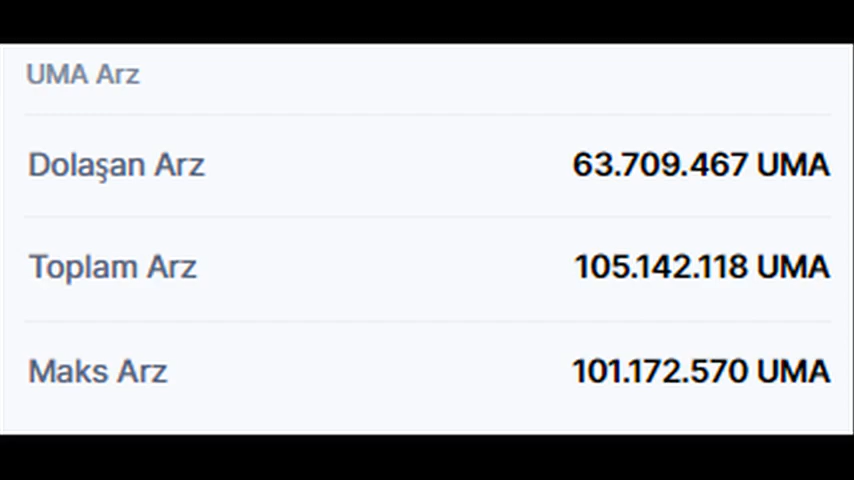 UMA Arz
Dolaşan Arz 63.709.467 UMA
Toplam Arz 105.142.118 UMA
Maks Arz 101.172.570 UMA